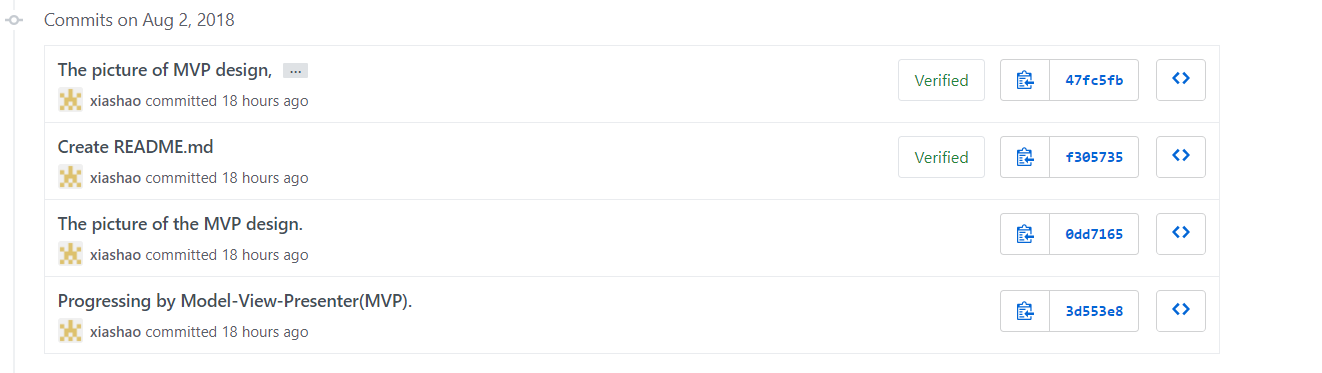 Commits on Aug 2, 2018
The picture of MVP design, ...
Verified
47fc5fb
xiashao committed 18 hours ago
Create README.md
Verified
f305735
xiashao committed 18 hours ago
The picture of the MVP design.
0dd7165
xiashao committed 18 hours ago
Progressing by Model-View-Presenter(MVP).
3d553e8
xiashao committed 18 hours ago